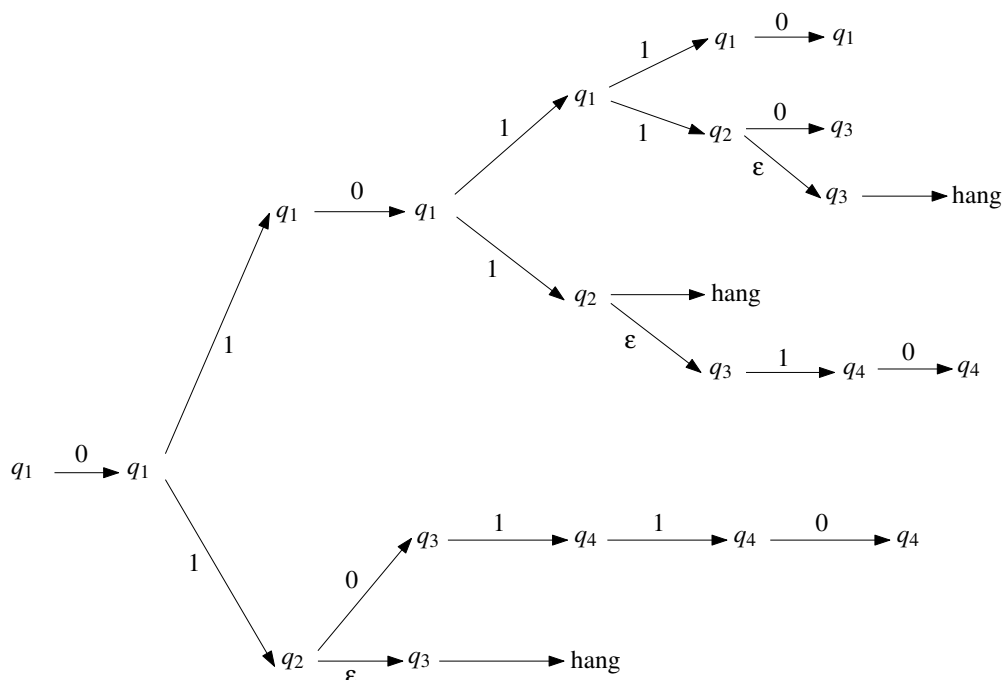 0
q1 0 q1
1
1 q2 0 q3
q1 1 ε q3 hang
1
0
q1 q1
1
q2 hang
ε
1 0
q3 q4 q4
1
0
q1 q1
1 1 0
q3 q4 q4 q4
1
0
q2 ε q3 hang